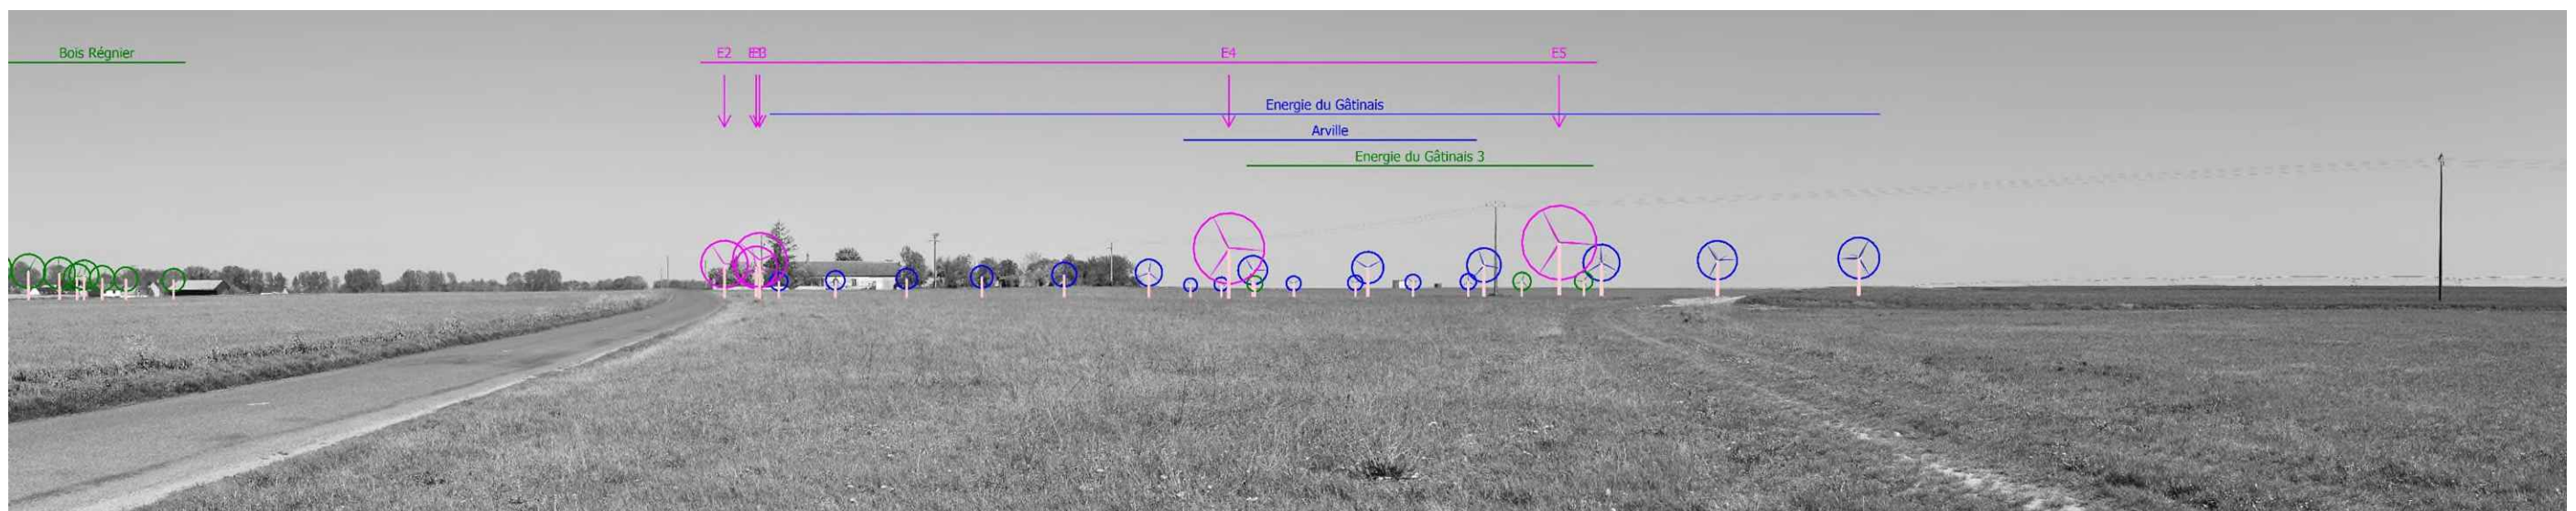 Bois Régnier
E2
E4
E5
Energie du Gâtinais
Arville
Energie du Gâtinais 3